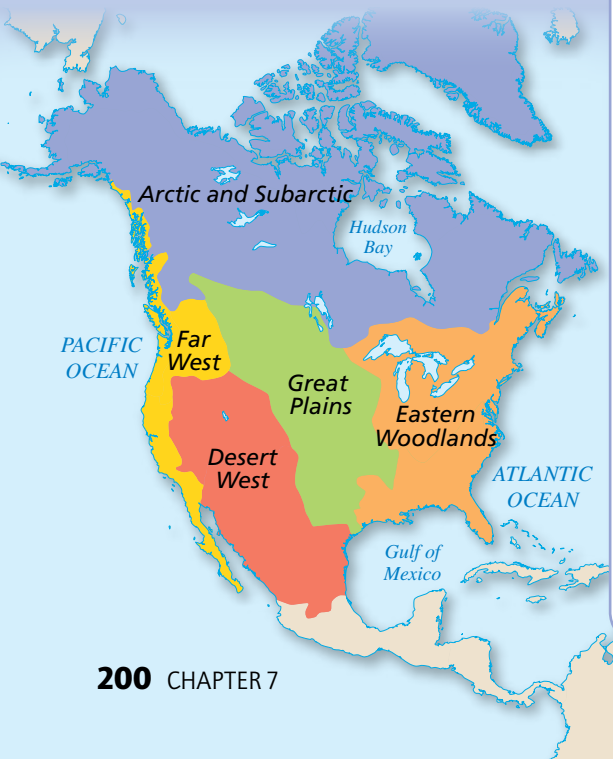 Arctic and Subarctic
Hudson
Bay
PACIFIC
OCEAN
Far
West
Great
Plains
Eastern
Woodlands
Desert
West
ATLANTIC
OCEAN
Gulf of
Mexico
200 CHAPTER 7